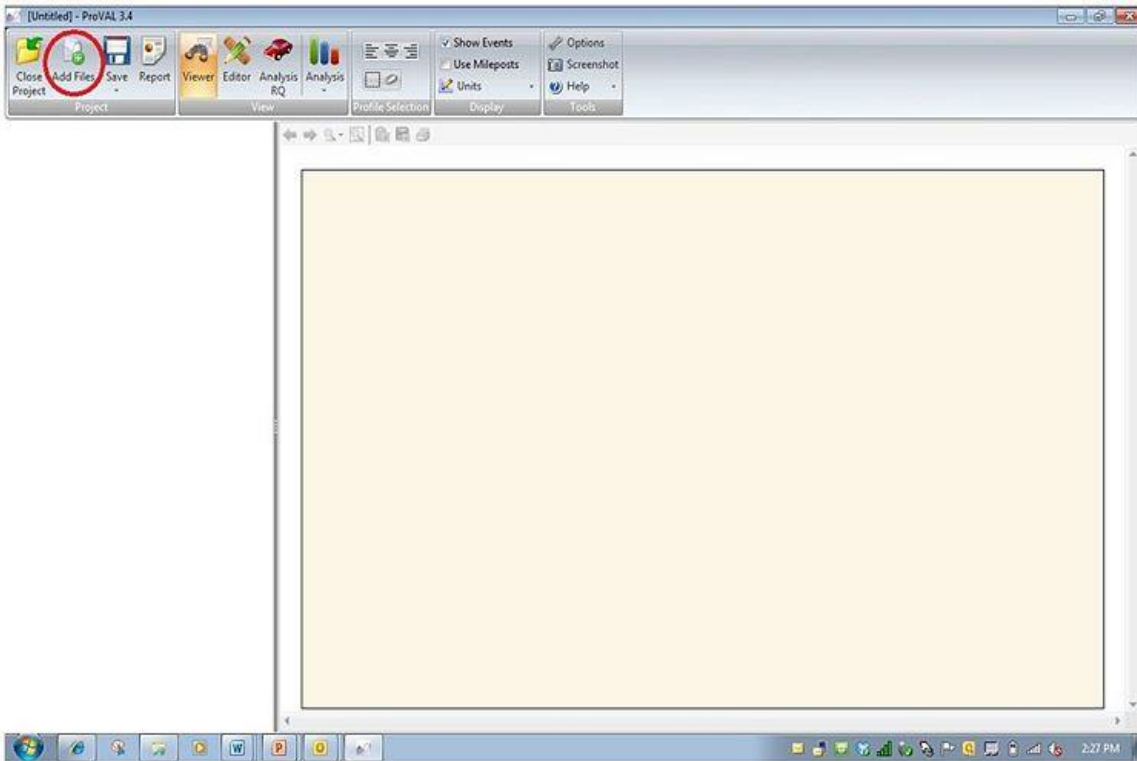 [Untitled] - ProVAL 3.4
Close Project
Add Files
Save
Report
Viewer
Editor
Analysis RQ
Analysis
Show Events
Use Mileposts
Units
Options
Screenshot
Help
Project
View
Profile Selection
Display
Tools
2:27 PM